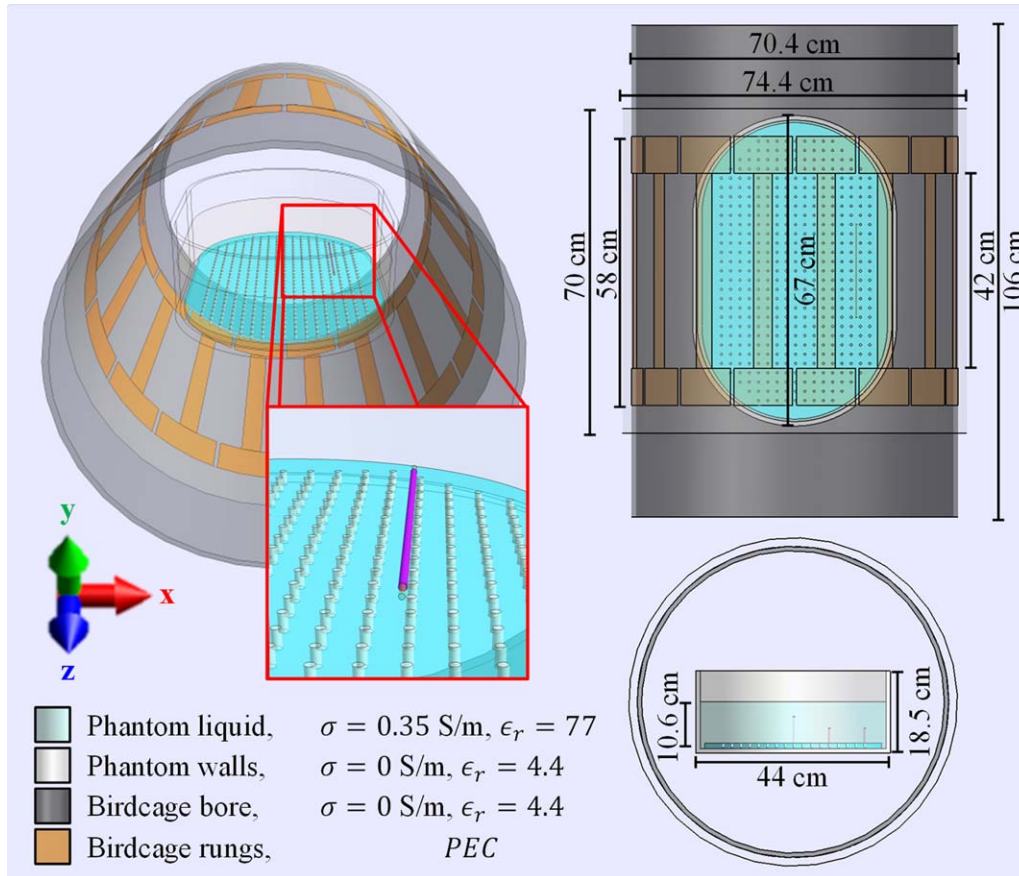 70.4 cm
74.4 cm
70 cm
58 cm
67 cm
42 cm
106 cm
y
x
z
10.6 cm
18.5 cm
44 cm
Phantom liquid, σ = 0.35 S/m, ϵᵣ = 77
Phantom walls, σ = 0 S/m, ϵᵣ = 4.4
Birdcage bore, σ = 0 S/m, ϵᵣ = 4.4
Birdcage rungs, PEC